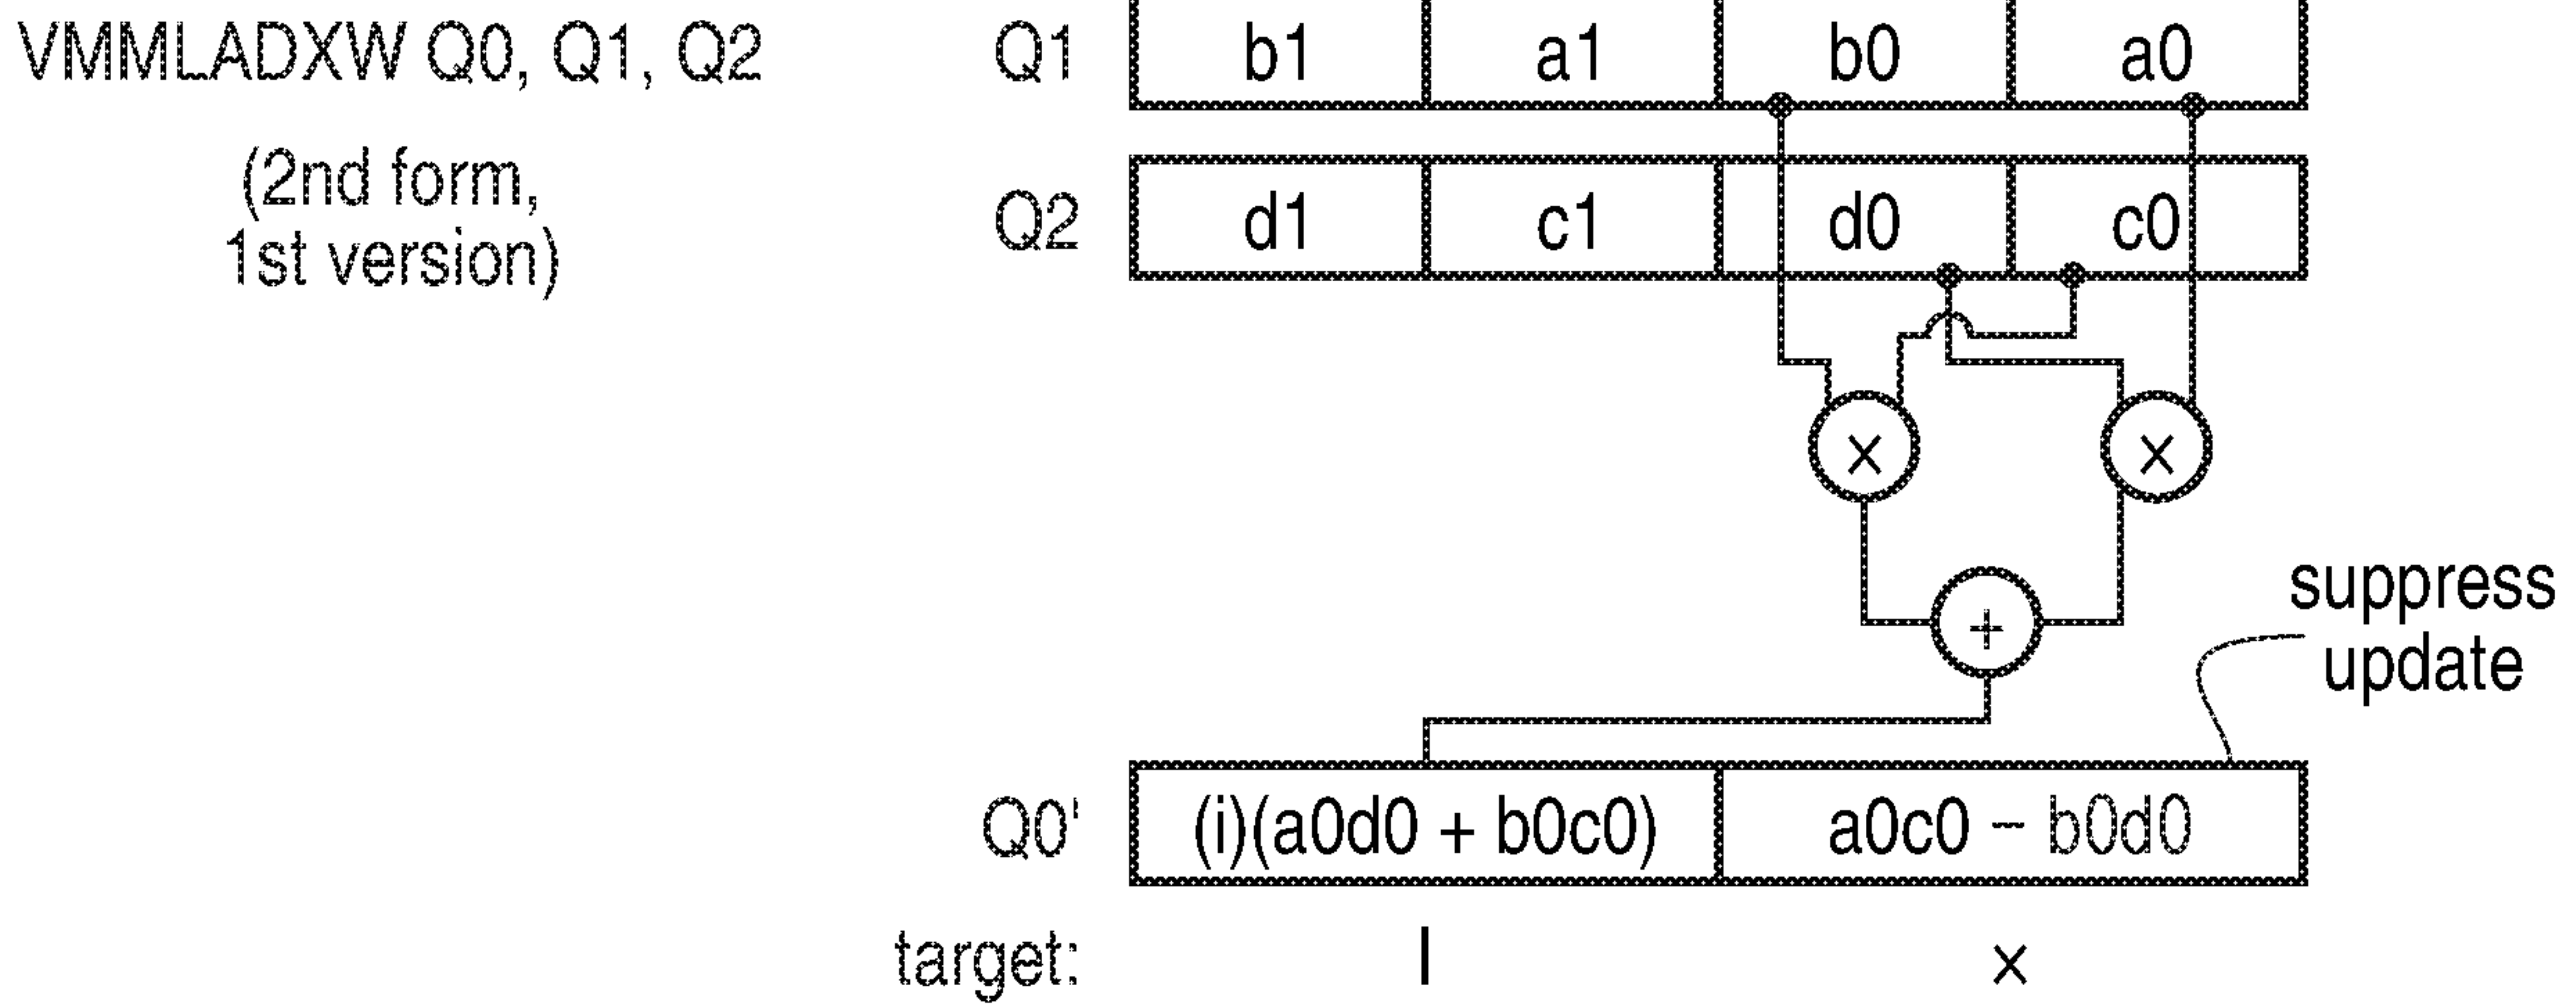 VMMLADXW Q0, Q1, Q2
(2nd form,
1st version)
Q1 b1 a1 b0 a0
Q2 d1 c1 d0 c0
x x
+
suppress
update
Q0' (i)(a0d0 + b0c0) a0c0 − b0d0
target: I x